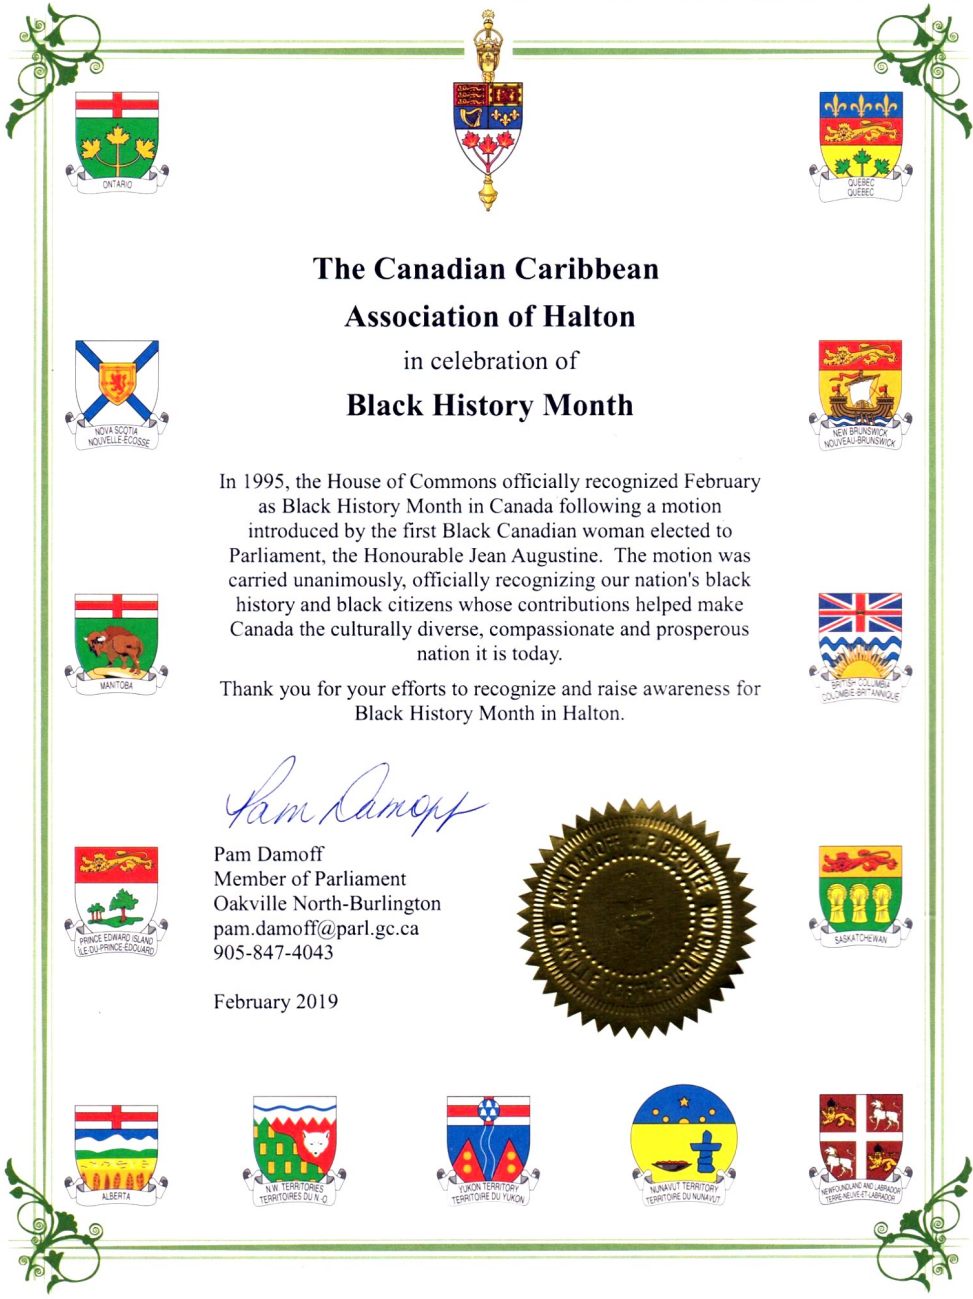 ONTARIO
QUEBEC
QUÉBEC
The Canadian Caribbean
Association of Halton
in celebration of
Black History Month
NOVA SCOTIA
NOUVELLE-ÉCOSSE
NEW BRUNSWICK
NOUVEAU-BRUNSWICK
In 1995, the House of Commons officially recognized February
as Black History Month in Canada following a motion
introduced by the first Black Canadian woman elected to
Parliament, the Honourable Jean Augustine. The motion was
carried unanimously, officially recognizing our nation's black
history and black citizens whose contributions helped make
Canada the culturally diverse, compassionate and prosperous
nation it is today.
MANITOBA
BRITISH COLUMBIA
COLOMBIE-BRITANNIQUE
Thank you for your efforts to recognize and raise awareness for
Black History Month in Halton.
Pam Damoff
Pam Damoff
Member of Parliament
Oakville North-Burlington
pam.damoff@parl.gc.ca
905-847-4043
February 2019
PAM DAMOFF M.P. DÉPUTÉE
OAKVILLE NORTH-BURLINGTON
PRINCE EDWARD ISLAND
ÎLE-DU-PRINCE-ÉDOUARD
SASKATCHEWAN
ALBERTA
N.W. TERRITORIES
TERRITOIRES DU N.-O.
YUKON TERRITORY
TERRITOIRE DU YUKON
NUNAVUT TERRITORY
TERRITOIRE DU NUNAVUT
NEWFOUNDLAND AND LABRADOR
TERRE-NEUVE-ET-LABRADOR